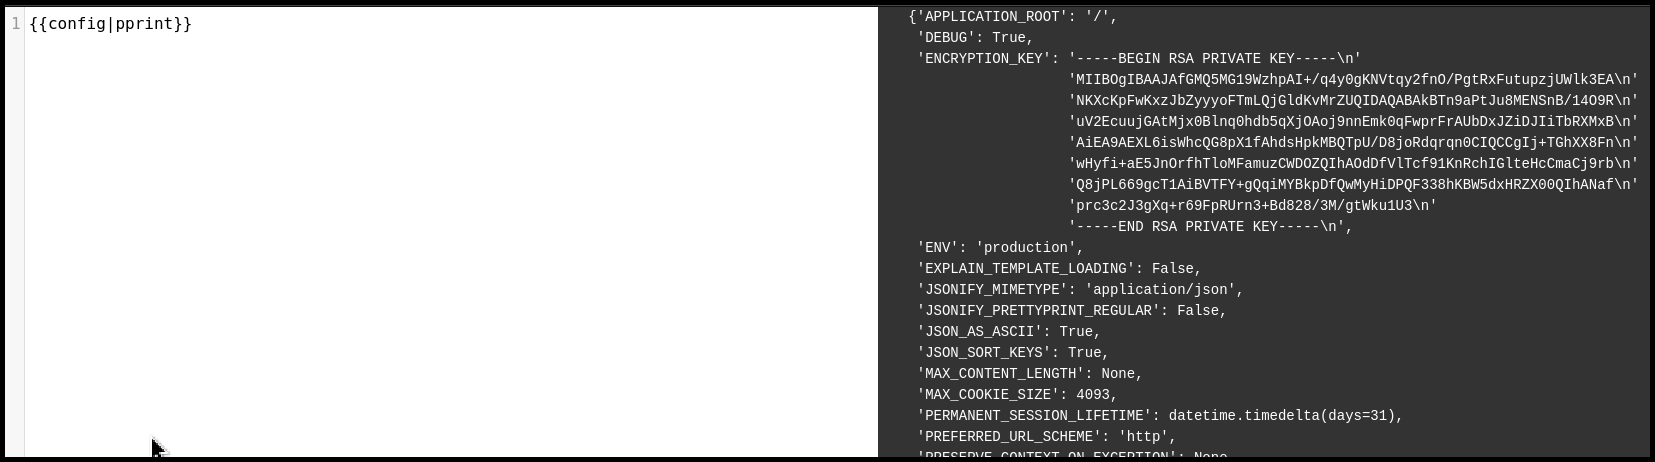 1 {{config|pprint}}
{'APPLICATION_ROOT': '/',
'DEBUG': True,
'ENCRYPTION_KEY': '-----BEGIN RSA PRIVATE KEY-----\n'
'MIIBOgIBAAJAfGMQ5MG19WzhpAI+/q4y0gKNVtqy2fnO/PgtRxFutupzjUWlk3EA\n'
'NKXcKpFwKxzJbZyyyoFTmLQjGldKvMrZUQIDAQABAkBTn9aPtJu8MENSnB/14O9R\n'
'uV2EcuujGAtMjx0Blnq0hdb5qXjOAoj9nnEmk0qFwprFrAUbDxJZiDJIiTbRXMxB\n'
'AiEA9AEXL6isWhcQG8pX1fAhdsHpkMBQTpU/D8joRdqrqn0CIQCCgIj+TGhXX8Fn\n'
'wHyfi+aE5JnOrfhTloMFamuzCWDOZQIhAOdDfVlTcf91KnRchIGlteHcCmaCj9rb\n'
'Q8jPL669gcT1AiBVTFY+gQqiMYBkpDfQwMyHiDPQF338hKBW5dxHRZX00QIhANaf\n'
'prc3c2J3gXq+r69FpRUrn3+Bd828/3M/gtWku1U3\n'
'-----END RSA PRIVATE KEY-----\n',
'ENV': 'production',
'EXPLAIN_TEMPLATE_LOADING': False,
'JSONIFY_MIMETYPE': 'application/json',
'JSONIFY_PRETTYPRINT_REGULAR': False,
'JSON_AS_ASCII': True,
'JSON_SORT_KEYS': True,
'MAX_CONTENT_LENGTH': None,
'MAX_COOKIE_SIZE': 4093,
'PERMANENT_SESSION_LIFETIME': datetime.timedelta(days=31),
'PREFERRED_URL_SCHEME': 'http',
'PRESERVE_CONTEXT_ON_EXCEPTION': None